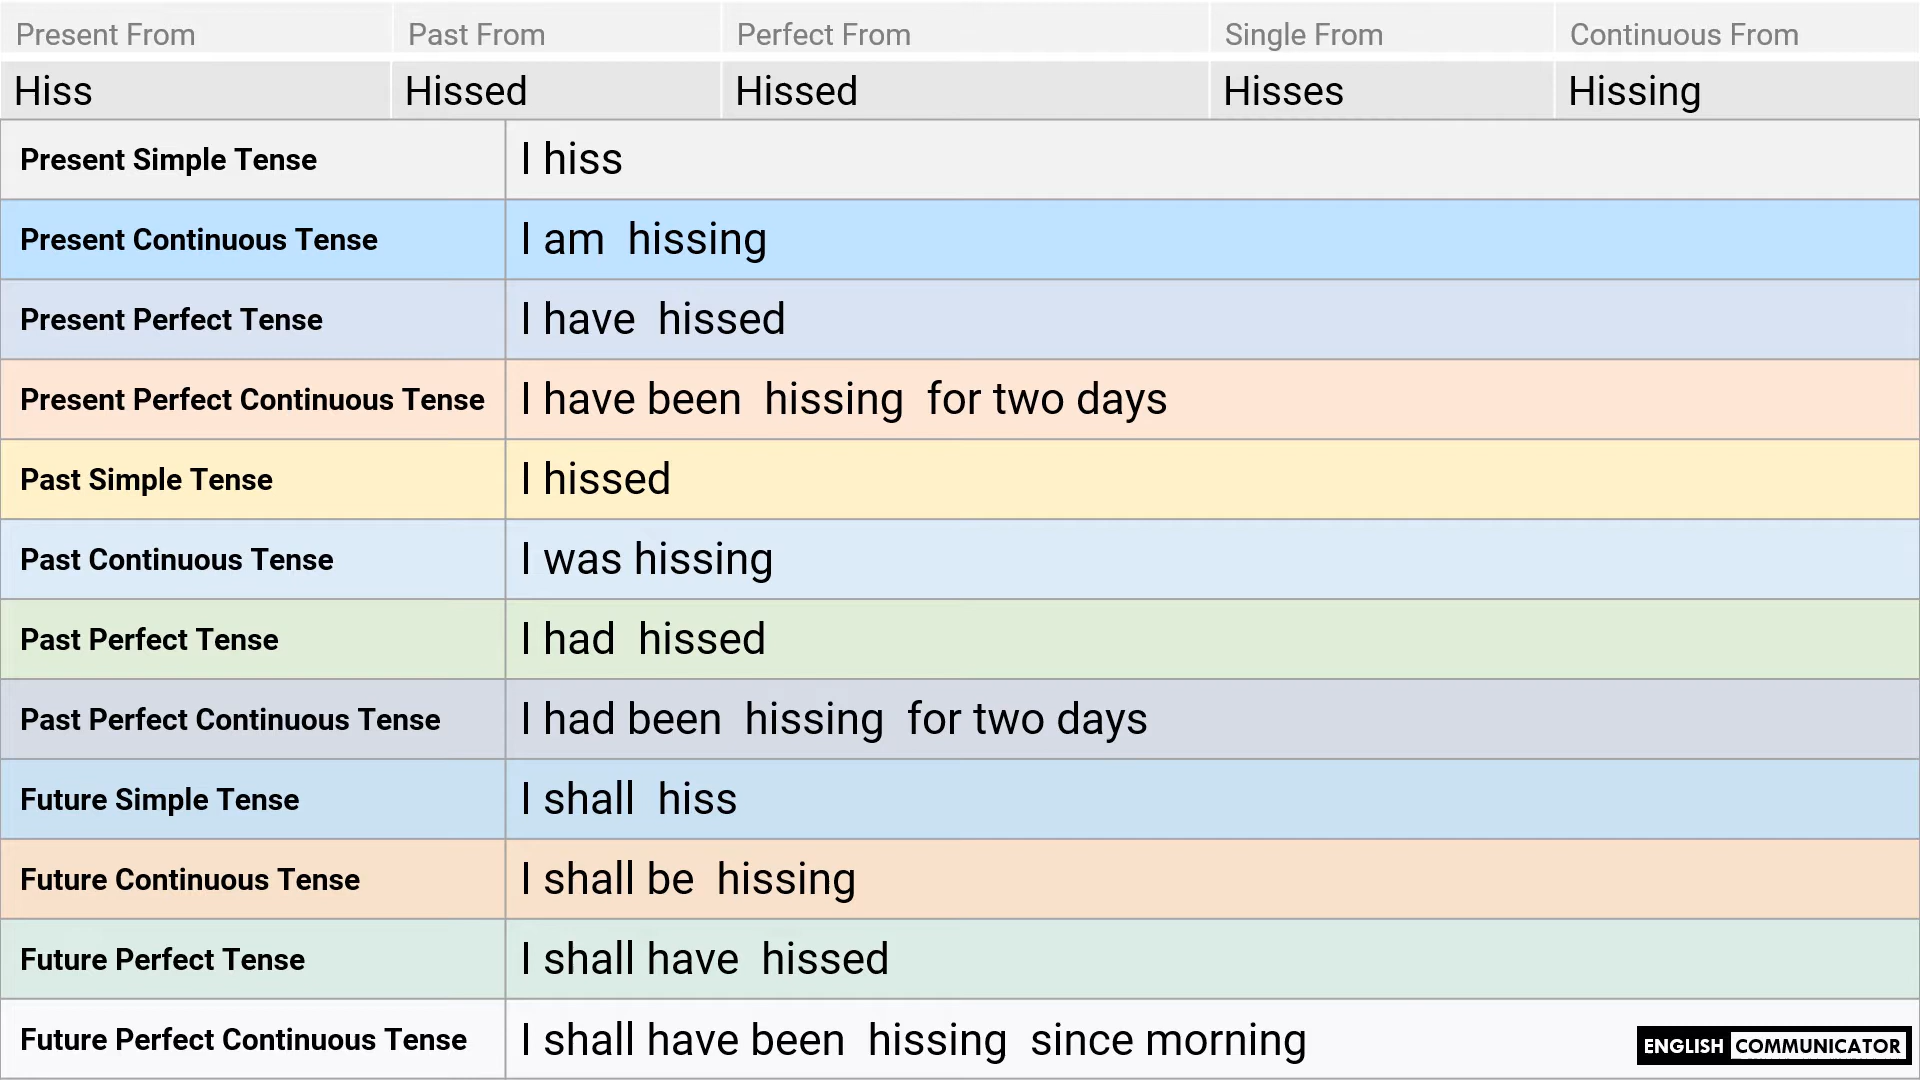 Present From Past From Perfect From Single From Continuous From
Hiss Hissed Hissed Hisses Hissing
Present Simple Tense I hiss
Present Continuous Tense I am hissing
Present Perfect Tense I have hissed
Present Perfect Continuous Tense I have been hissing for two days
Past Simple Tense I hissed
Past Continuous Tense I was hissing
Past Perfect Tense I had hissed
Past Perfect Continuous Tense I had been hissing for two days
Future Simple Tense I shall hiss
Future Continuous Tense I shall be hissing
Future Perfect Tense I shall have hissed
Future Perfect Continuous Tense I shall have been hissing since morning
ENGLISH COMMUNICATOR